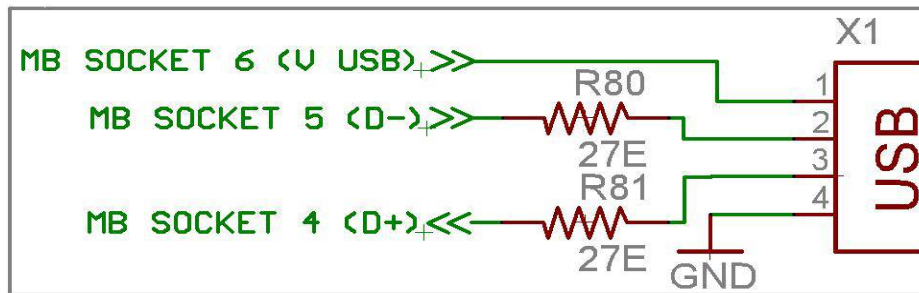 X1
MB SOCKET 6 (V USB)
1
R80
MB SOCKET 5 (D-)
2
27E
3
R81
4
MB SOCKET 4 (D+)
27E
GND
USB